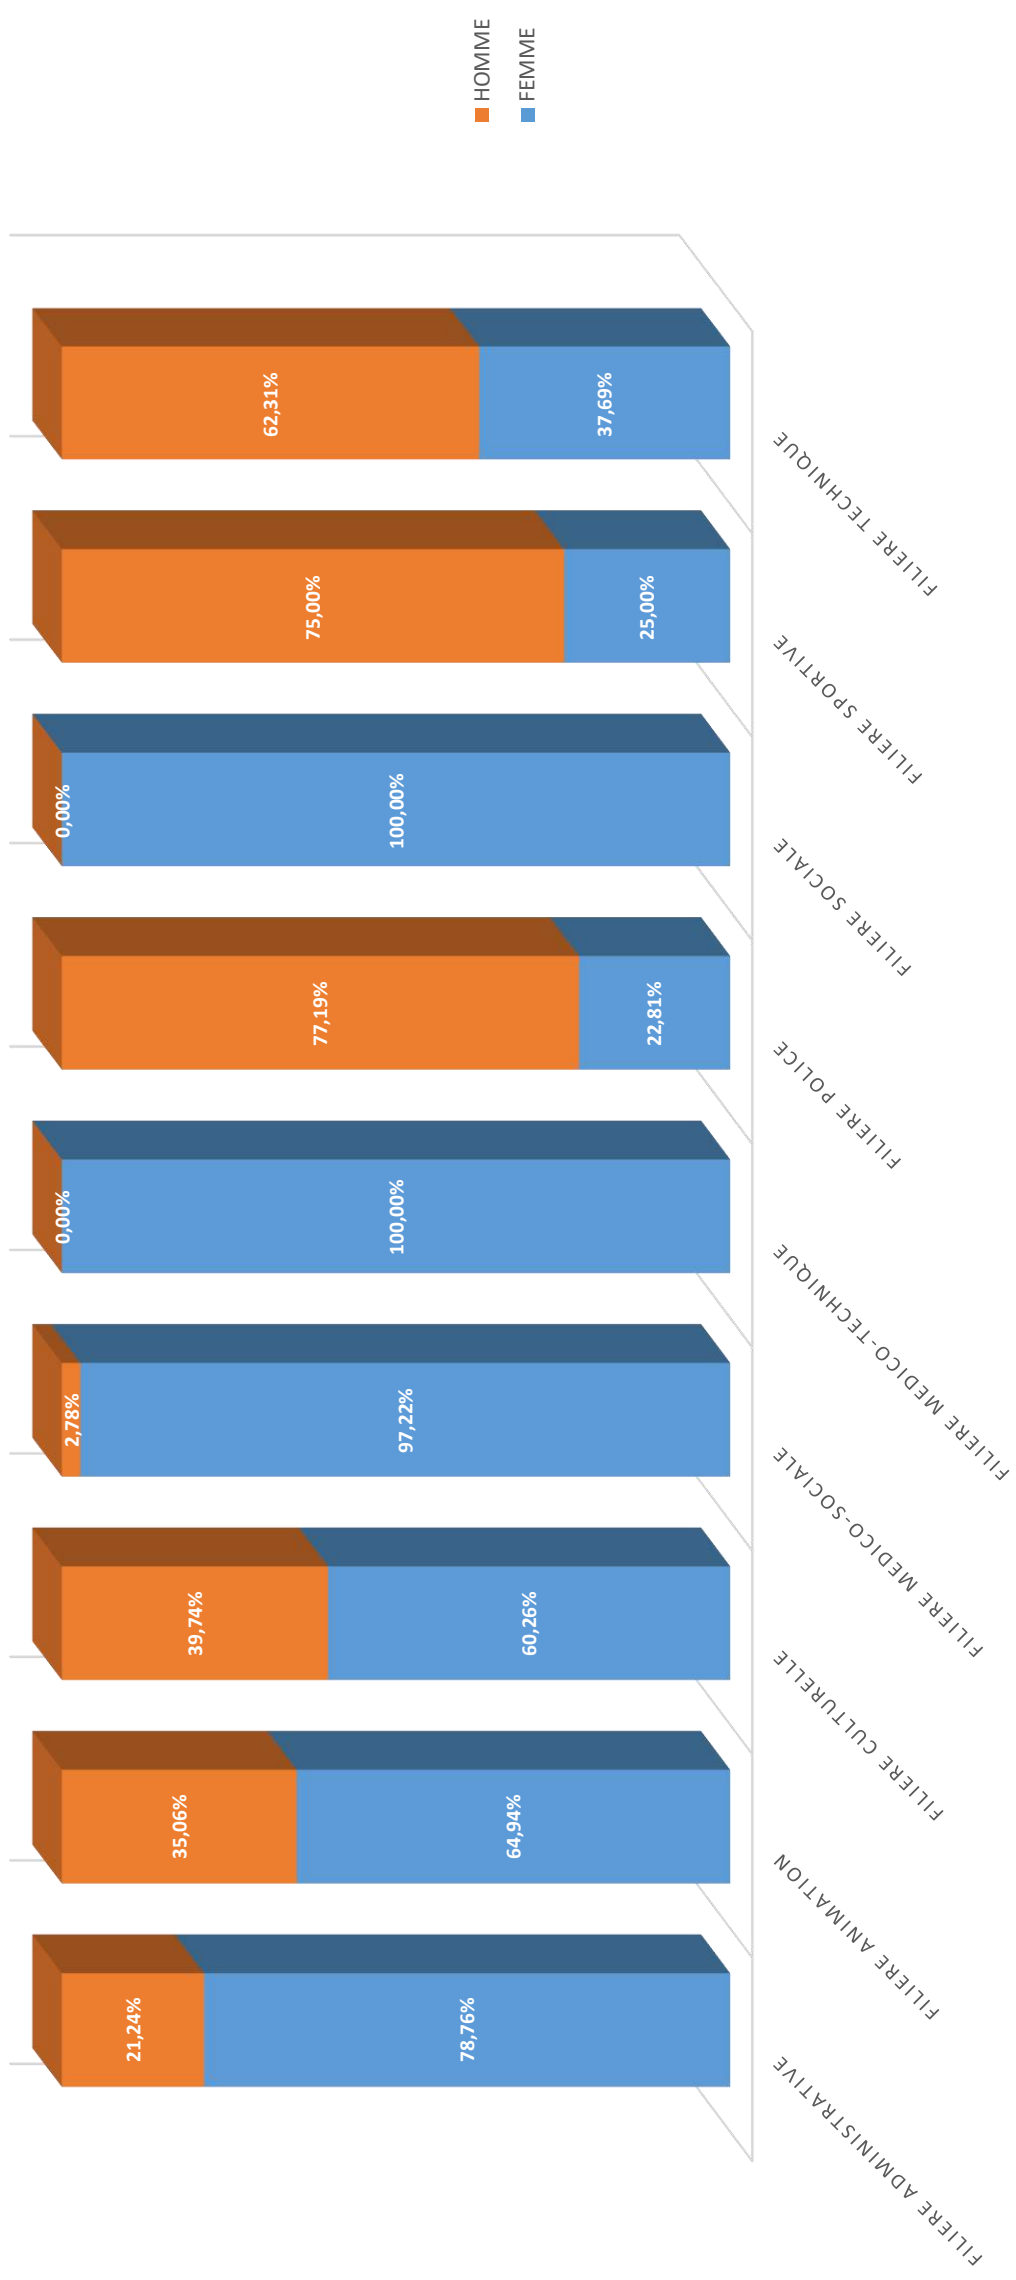 21,24%
35,06%
39,74%
2,78%
0,00%
77,19%
0,00%
75,00%
62,31%
78,76%
64,94%
60,26%
97,22%
100,00%
22,81%
100,00%
25,00%
37,69%
FILIERE ADMINISTRATIVE
FILIERE ANIMATION
FILIERE CULTURELLE
FILIERE MEDICO-SOCIALE
FILIERE MEDICO-TECHNIQUE
FILIERE POLICE
FILIERE SOCIALE
FILIERE SPORTIVE
FILIERE TECHNIQUE
HOMME
FEMME